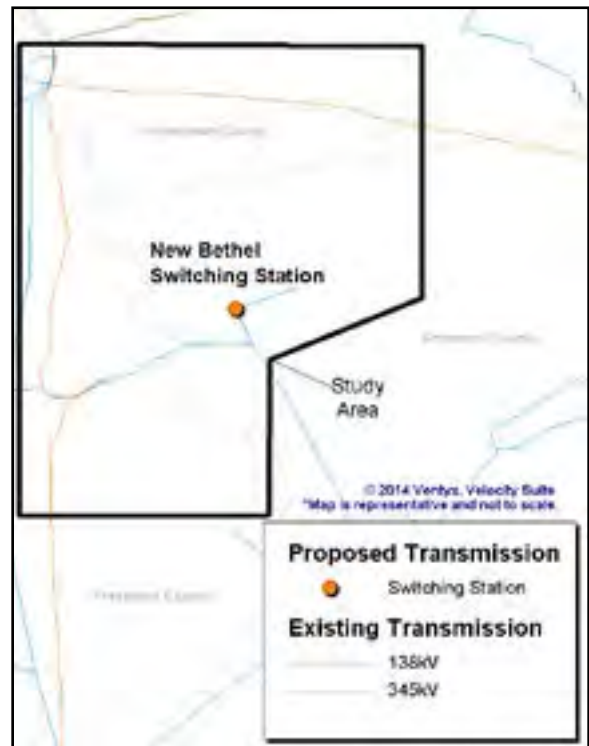 New Bethel
Switching Station
Study
Area
© 2014 Ventyx, Velocity Suite
*Map is representative and not to scale.
Proposed Transmission
Switching Station
Existing Transmission
138kV
345kV